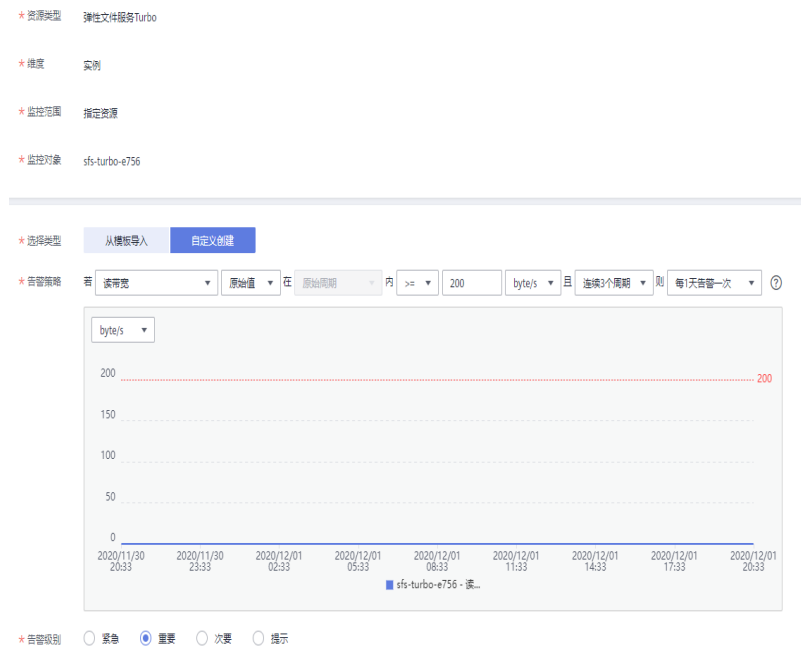 * 资源类型 弹性文件服务Turbo
* 维度 实例
* 监控范围 指定资源
* 监控对象 sfs-turbo-e756
* 选择类型 从模板导入 自定义创建
* 告警策略 若 读带宽 原始值 在 原始周期 内 >= 200 byte/s 且 连续3个周期 则 每1天告警一次 ?
byte/s
200 200
150
100
50
0
2020/11/30 2020/11/30 2020/12/01 2020/12/01 2020/12/01 2020/12/01 2020/12/01 2020/12/01 2020/12/01
20:33 23:33 02:33 05:33 08:33 11:33 14:33 17:33 20:33
sfs-turbo-e756 - 读...
* 告警级别 紧急 重要 次要 提示